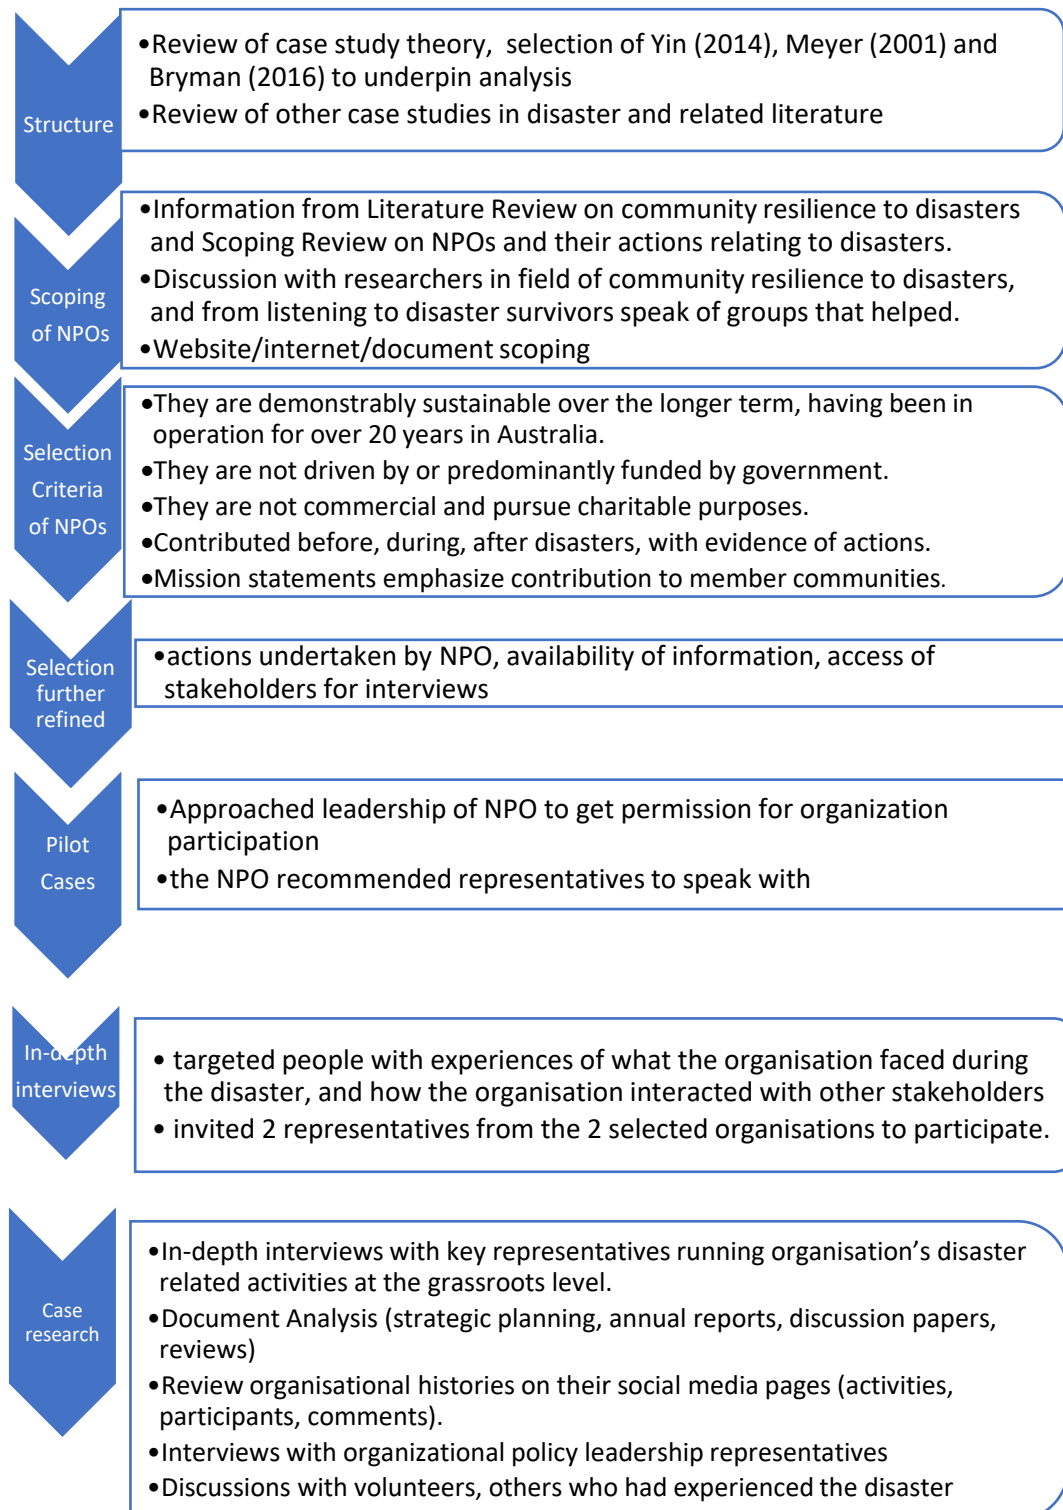 Structure
•Review of case study theory, selection of Yin (2014), Meyer (2001) and
Bryman (2016) to underpin analysis
•Review of other case studies in disaster and related literature
Scoping
of NPOs
•Information from Literature Review on community resilience to disasters
and Scoping Review on NPOs and their actions relating to disasters.
•Discussion with researchers in field of community resilience to disasters,
and from listening to disaster survivors speak of groups that helped.
•Website/internet/document scoping
Selection
Criteria
of NPOs
•They are demonstrably sustainable over the longer term, having been in
operation for over 20 years in Australia.
•They are not driven by or predominantly funded by government.
•They are not commercial and pursue charitable purposes.
•Contributed before, during, after disasters, with evidence of actions.
•Mission statements emphasize contribution to member communities.
Selection
further
refined
•actions undertaken by NPO, availability of information, access of
stakeholders for interviews
Pilot
Cases
•Approached leadership of NPO to get permission for organization
participation
•the NPO recommended representatives to speak with
In-depth
interviews
• targeted people with experiences of what the organisation faced during
the disaster, and how the organisation interacted with other stakeholders
• invited 2 representatives from the 2 selected organisations to participate.
Case
research
•In-depth interviews with key representatives running organisation's disaster
related activities at the grassroots level.
•Document Analysis (strategic planning, annual reports, discussion papers,
reviews)
•Review organisational histories on their social media pages (activities,
participants, comments).
•Interviews with organizational policy leadership representatives
•Discussions with volunteers, others who had experienced the disaster